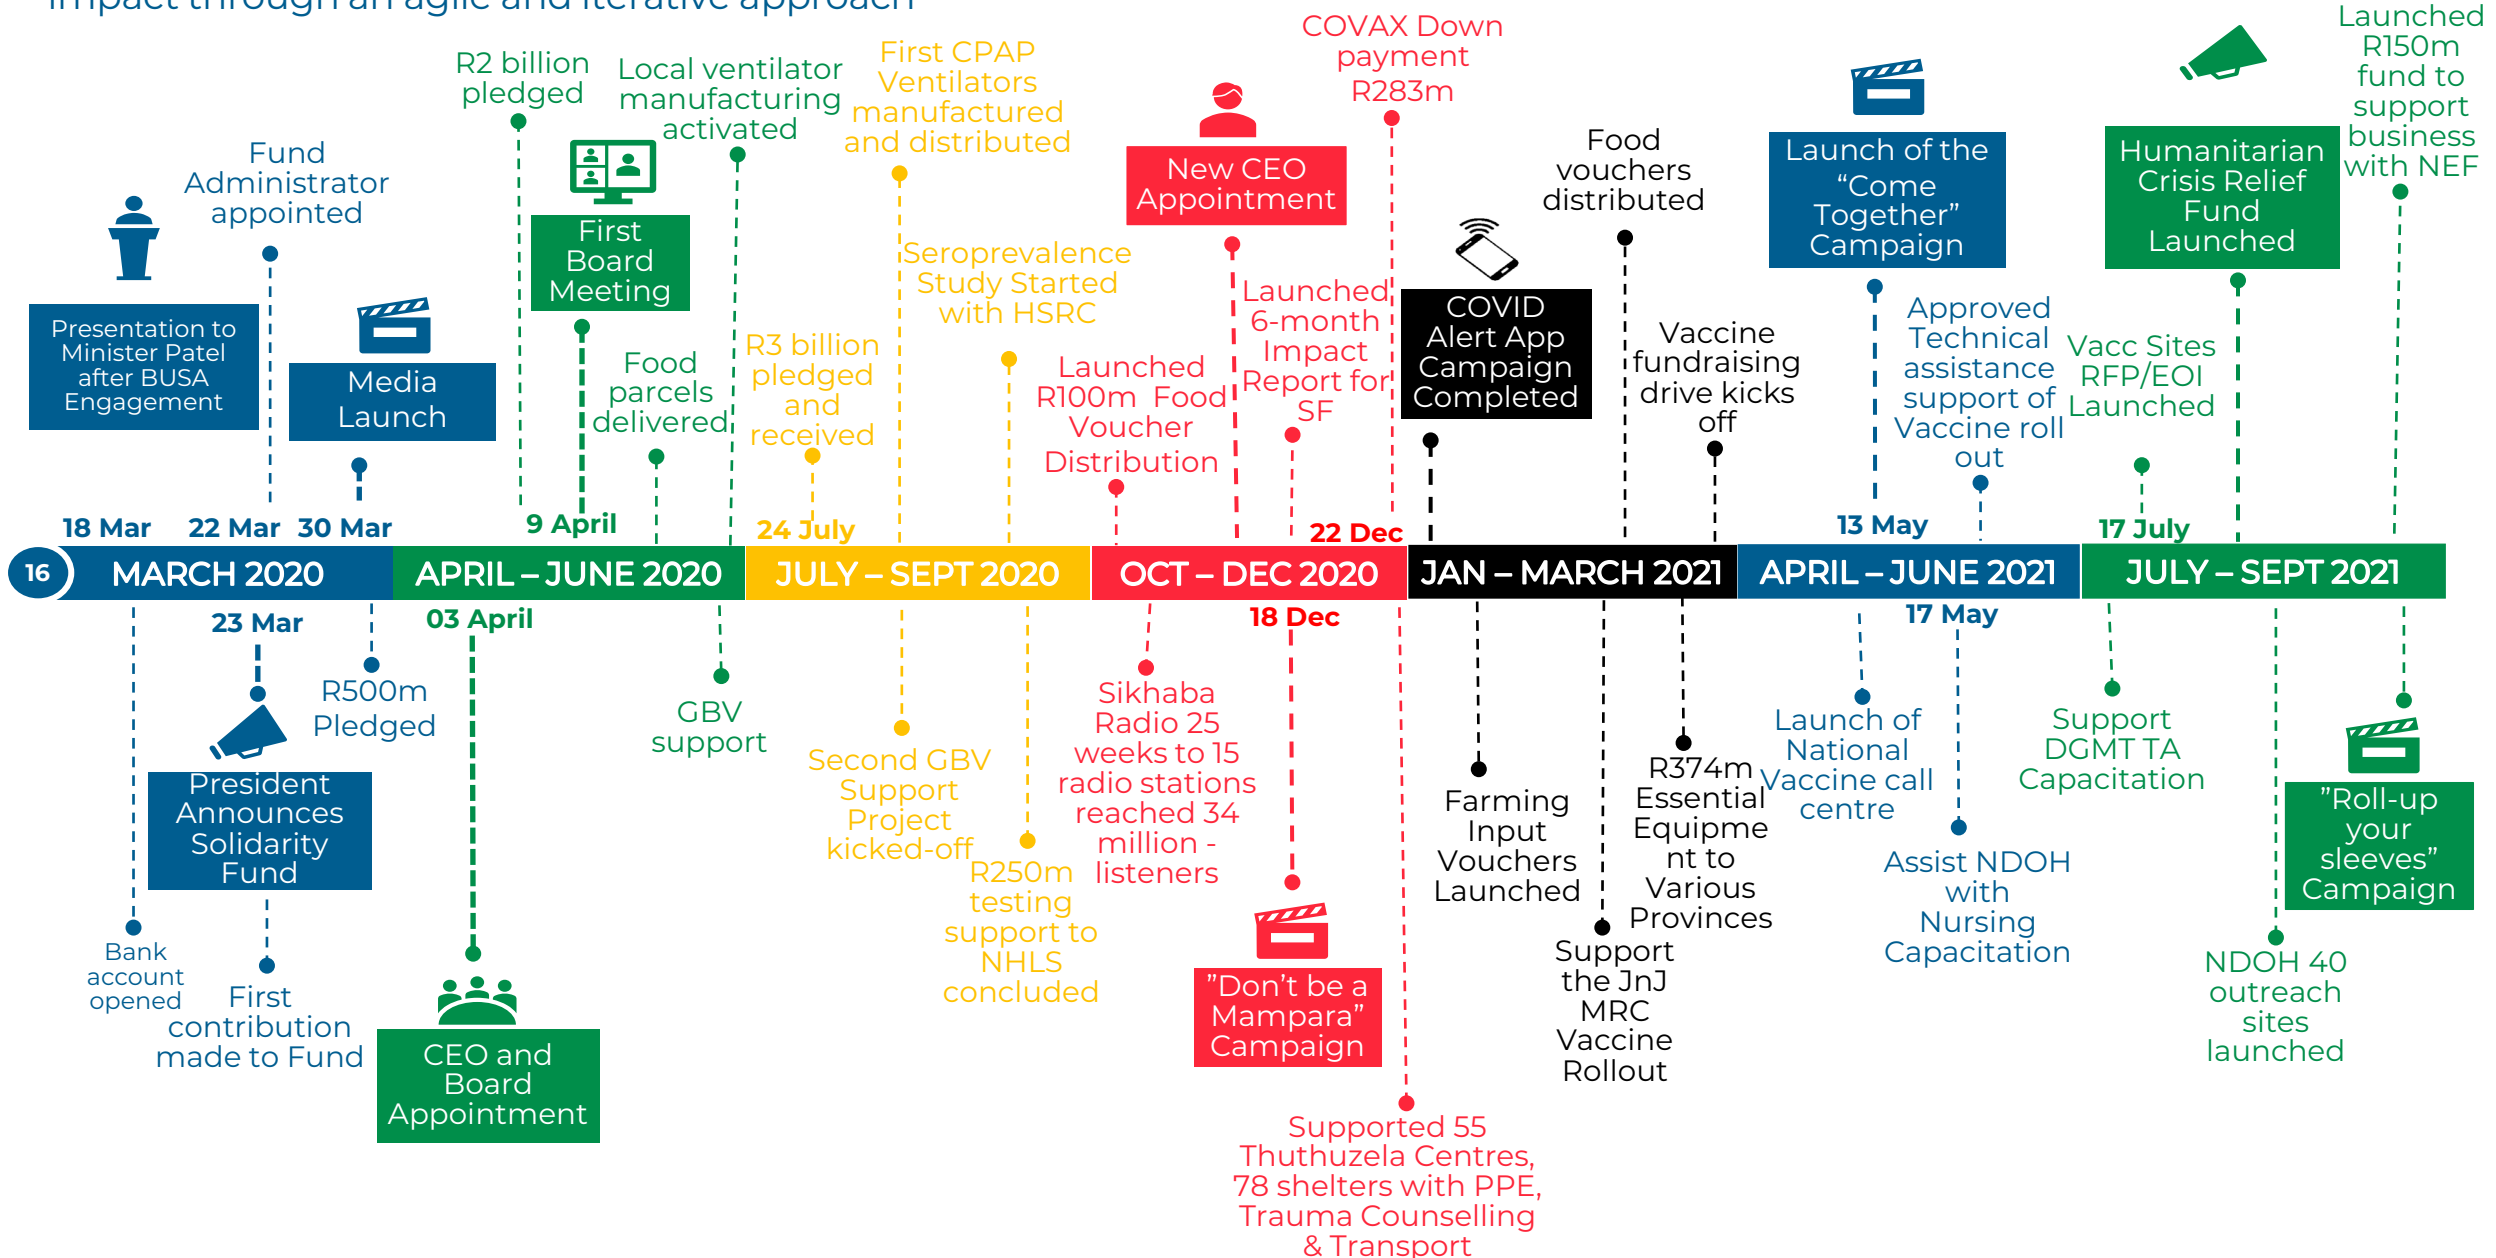 impact through an agile and iterative approach
Presentation to
Minister Patel
after BUSA
Engagement
Fund
Administrator
appointed
Media
Launch
R2 billion
pledged
First
Board
Meeting
Food
parcels
delivered
Local ventilator
manufacturing
activated
R3 billion
pledged
and
received
First CPAP
Ventilators
manufactured
and distributed
Seroprevalence
Study Started
with HSRC
Launched
R100m Food
Voucher
Distribution
New CEO
Appointment
Launched
6-month
Impact
Report for
SF
COVAX Down
payment
R283m
COVID
Alert App
Campaign
Completed
Food
vouchers
distributed
Vaccine
fundraising
drive kicks
off
Launch of the
“Come
Together”
Campaign
Approved
Technical
assistance
support of
Vaccine roll
out
Vacc Sites
RFP/EOI
Launched
Humanitarian
Crisis Relief
Fund
Launched
Launched
R150m
fund to
support
business
with NEF
18 Mar
22 Mar
30 Mar
9 April
24 July
22 Dec
13 May
17 July
16
MARCH 2020
APRIL – JUNE 2020
JULY – SEPT 2020
OCT – DEC 2020
JAN – MARCH 2021
APRIL – JUNE 2021
JULY – SEPT 2021
23 Mar
03 April
18 Dec
17 May
Bank
account
opened
President
Announces
Solidarity
Fund
First
contribution
made to Fund
R500m
Pledged
CEO and
Board
Appointment
GBV
support
Second GBV
Support
Project
kicked-off
R250m
testing
support to
NHLS
concluded
Sikhaba
Radio 25
weeks to 15
radio stations
reached 34
million -
listeners
”Don’t be a
Mampara”
Campaign
Supported 55
Thuthuzela Centres,
78 shelters with PPE,
Trauma Counselling
& Transport
Farming
Input
Vouchers
Launched
Support
the JnJ
MRC
Vaccine
Rollout
R374m
Essential
Equipme
nt to
Various
Provinces
Launch of
National
Vaccine call
centre
Assist NDOH
with
Nursing
Capacitation
Support
DGMT TA
Capacitation
NDOH 40
outreach
sites
launched
”Roll-up
your
sleeves”
Campaign